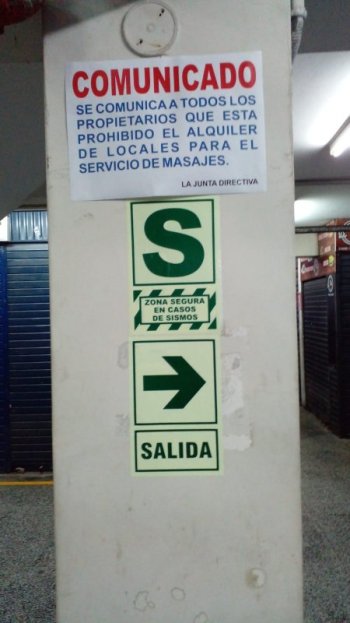 COMUNICADO
SE COMUNICA A TODOS LOS
PROPIETARIOS QUE ESTA
PROHIBIDO EL ALQUILER
DE LOCALES PARA EL
SERVICIO DE MASAJES.
LA JUNTA DIRECTIVA
S
ZONA SEGURA
EN CASOS
DE SISMOS
SALIDA